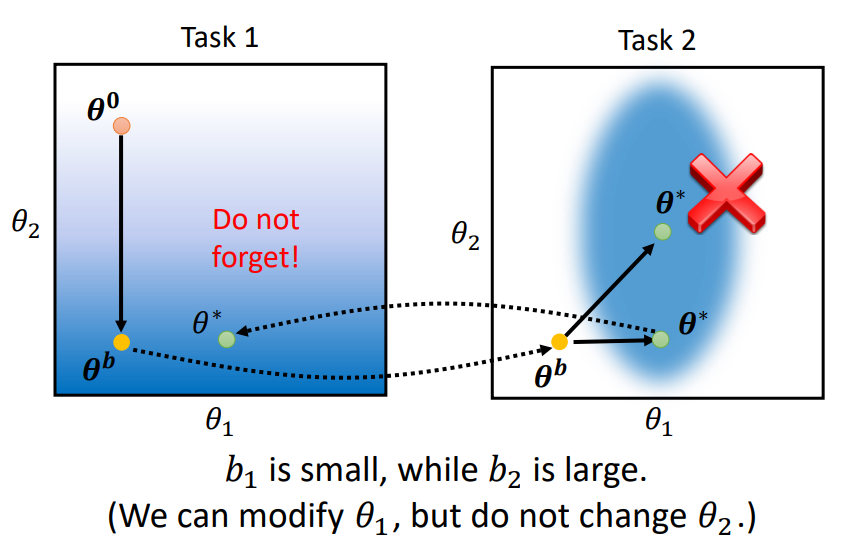 Task 1
Task 2
θ⁰
θ₂
Do not
forget!
θ*
θᵇ
θ₁
θ₂
θ*
θ*
θᵇ
θ₁
b₁ is small, while b₂ is large.
(We can modify θ₁, but do not change θ₂.)